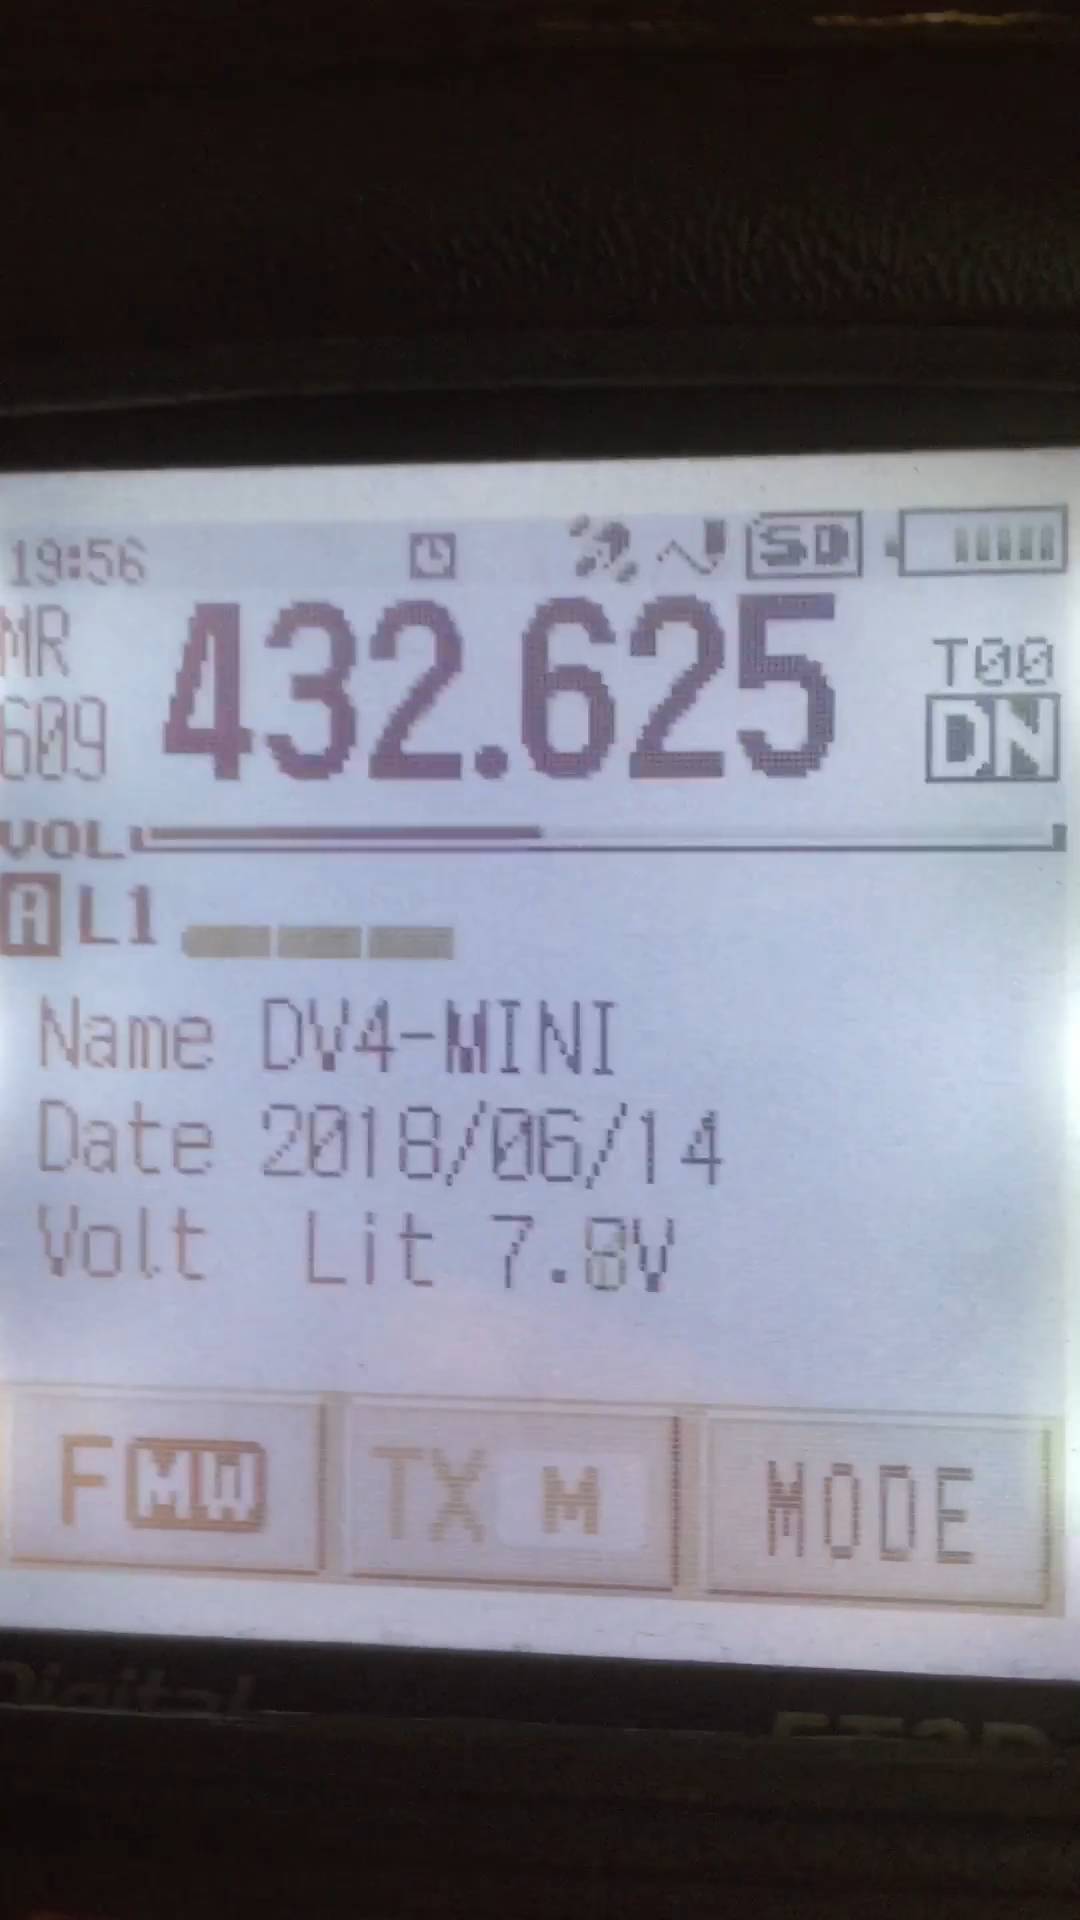 19:56 SD
MR 432.625 T00
609 DN
VOL
A L1
Name DV4-MINI
Date 2018/06/14
Volt Lit 7.8V
F MW TX M MODE
Digital